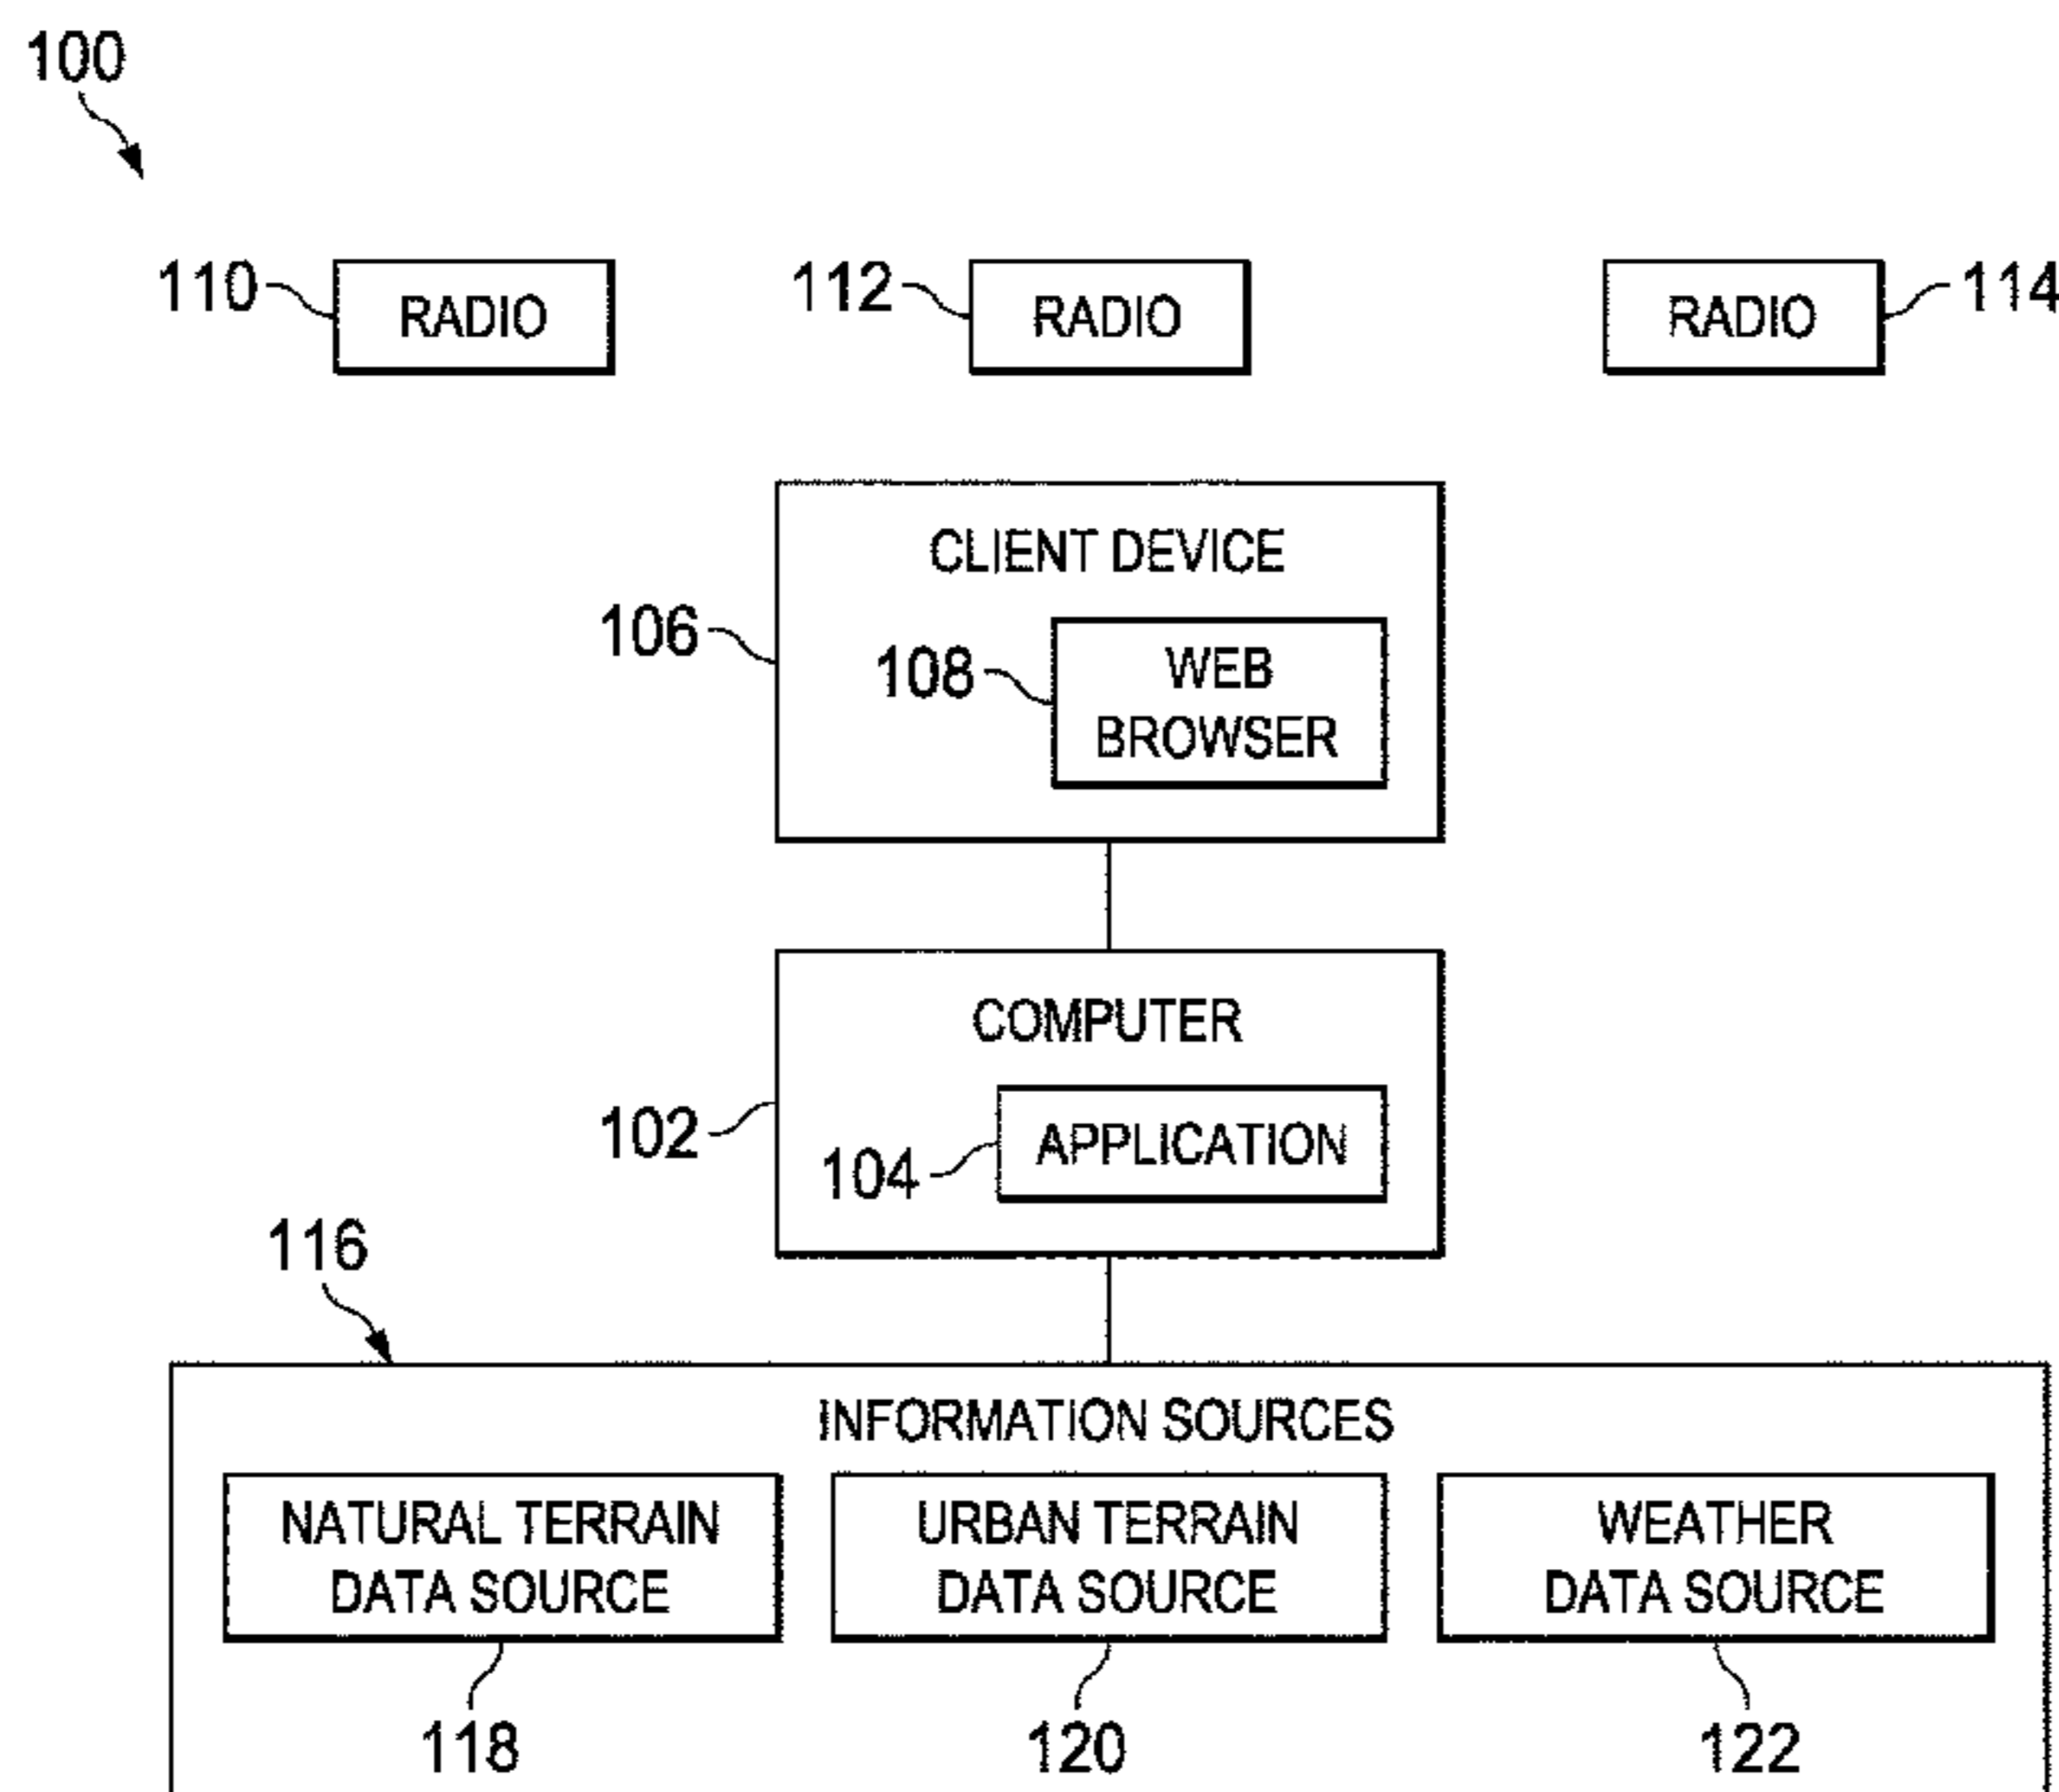 100
110 RADIO 112 RADIO RADIO 114
CLIENT DEVICE
106
108 WEB
BROWSER
COMPUTER
102
104 APPLICATION
116
INFORMATION SOURCES
NATURAL TERRAIN
DATA SOURCE
URBAN TERRAIN
DATA SOURCE
WEATHER
DATA SOURCE
118 120 122